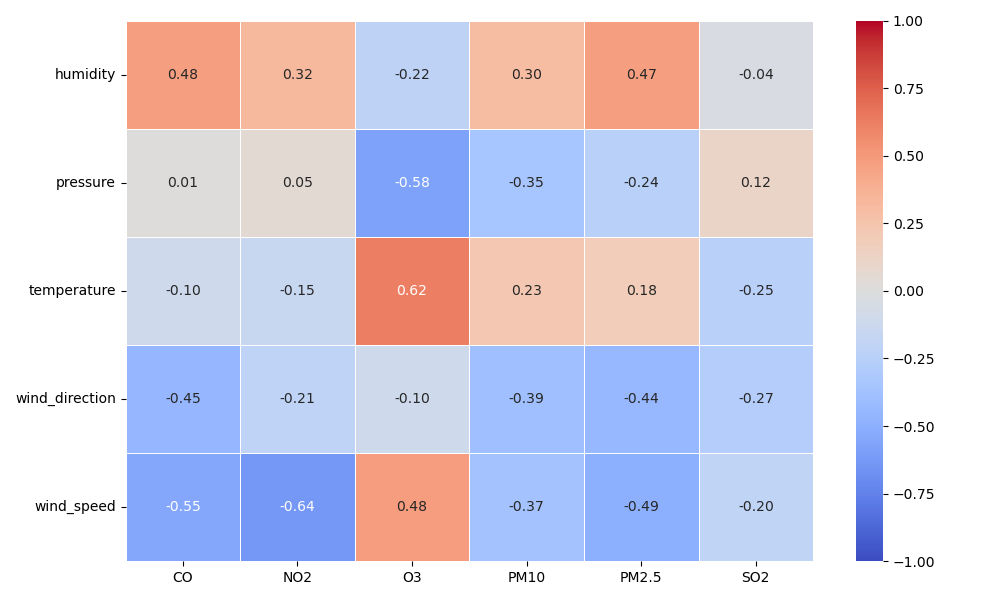 humidity 0.48 0.32 -0.22 0.30 0.47 -0.04
pressure 0.01 0.05 -0.58 -0.35 -0.24 0.12
temperature -0.10 -0.15 0.62 0.23 0.18 -0.25
wind_direction -0.45 -0.21 -0.10 -0.39 -0.44 -0.27
wind_speed -0.55 -0.64 0.48 -0.37 -0.49 -0.20
CO NO2 O3 PM10 PM2.5 SO2
1.00
0.75
0.50
0.25
0.00
−0.25
−0.50
−0.75
−1.00